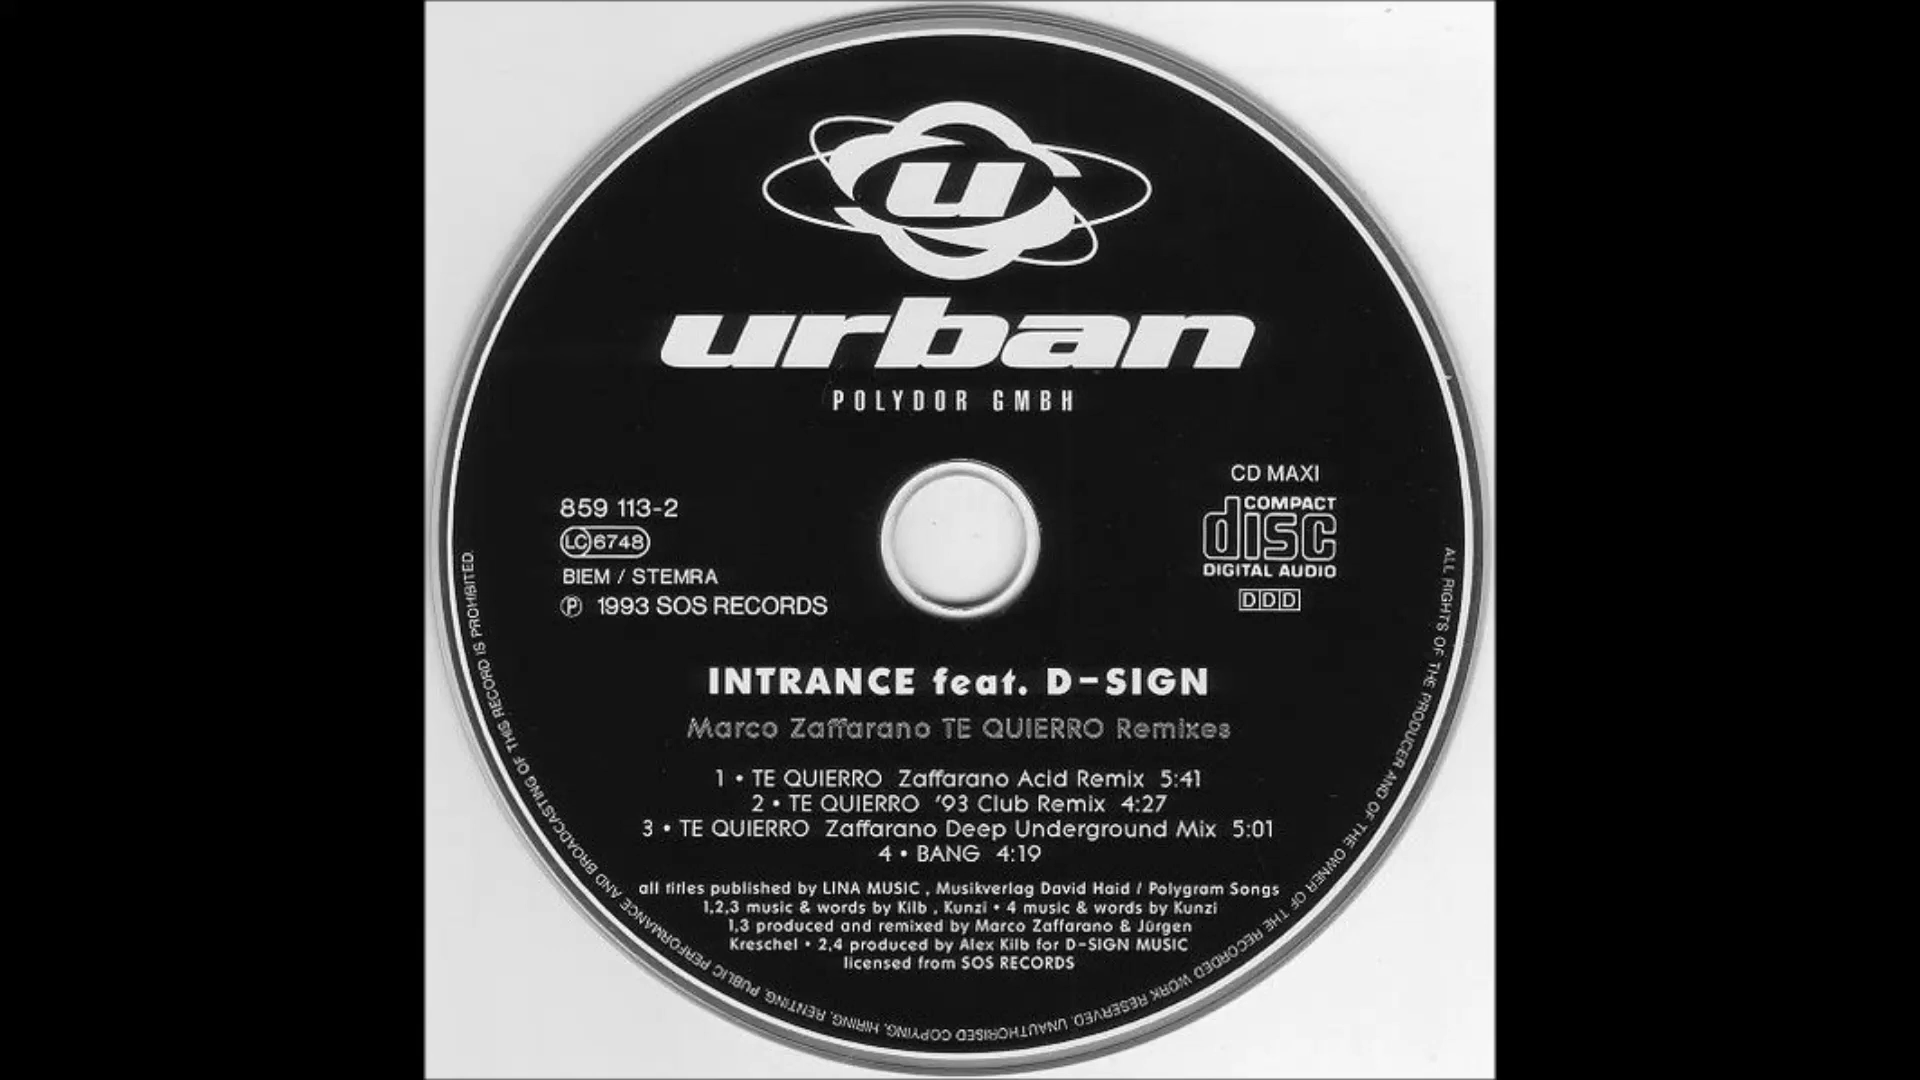 u
urban
POLYDOR GMBH
CD MAXI
COMPACT
disc
DIGITAL AUDIO
DDD
859 113-2
LC 6748
BIEM / STEMRA
℗ 1993 SOS RECORDS
INTRANCE feat. D-SIGN
Marco Zaffarano TE QUIERRO Remixes
1 • TE QUIERRO Zaffarano Acid Remix 5:41
2 • TE QUIERRO '93 Club Remix 4:27
3 • TE QUIERRO Zaffarano Deep Underground Mix 5:01
4 • BANG 4:19
all titles published by LINA MUSIC , Musikverlag David Haid / Polygram Songs
1,2,3 music & words by Kilb , Kunzi • 4 music & words by Kunzi
1,3 produced and remixed by Marco Zaffarano & Jürgen
Kreschel • 2,4 produced by Alex Kilb for D-SIGN MUSIC
licensed from SOS RECORDS
ALL RIGHTS OF THE PRODUCER AND OF THE OWNER OF THE RECORDED WORK RESERVED. UNAUTHORISED COPYING, HIRING, RENTING, PUBLIC PERFORMANCE AND BROADCASTING OF THIS RECORD IS PROHIBITED.